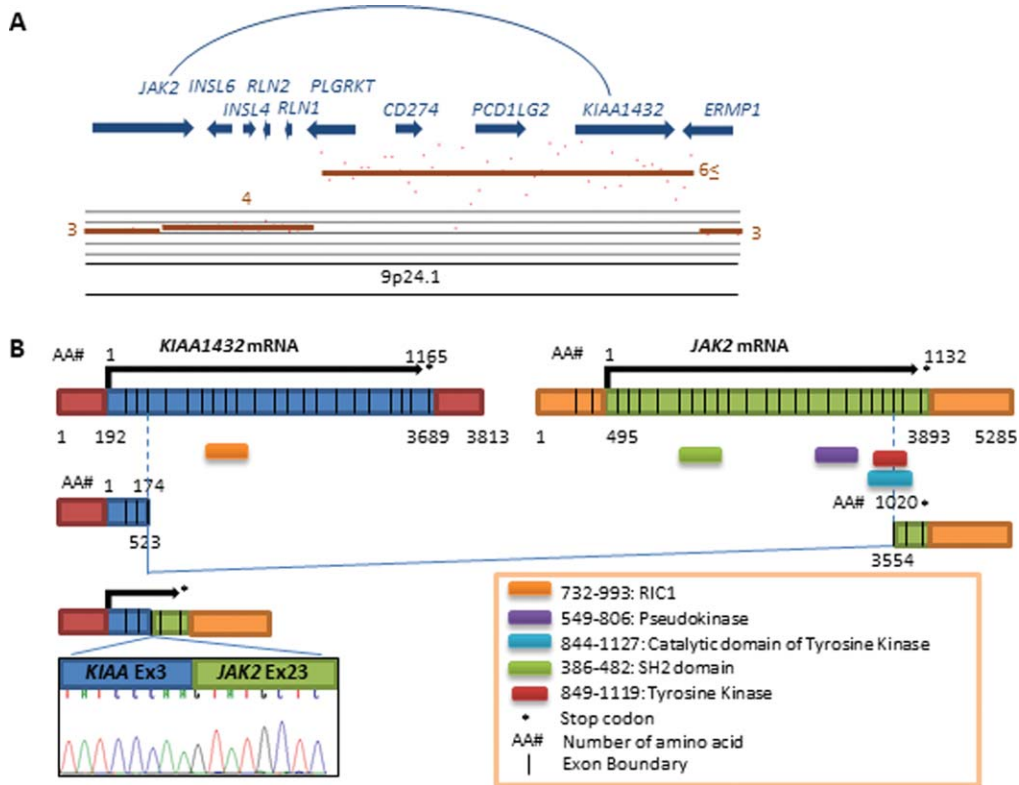 A
JAK2 INSL6 RLN2 PLGRKT
INSL4 RLN1 CD274 PCD1LG2 KIAA1432 ERMP1
6≤
4
3 3
9p24.1
B
AA# 1 KIAA1432 mRNA 1165
AA# 1 JAK2 mRNA 1132
1 192 3689 3813
1 495 3893 5285
AA# 1 174
AA# 1020
523
3554
KIAA Ex3 JAK2 Ex23
732-993: RIC1
549-806: Pseudokinase
844-1127: Catalytic domain of Tyrosine Kinase
386-482: SH2 domain
849-1119: Tyrosine Kinase
Stop codon
AA# Number of amino acid
Exon Boundary